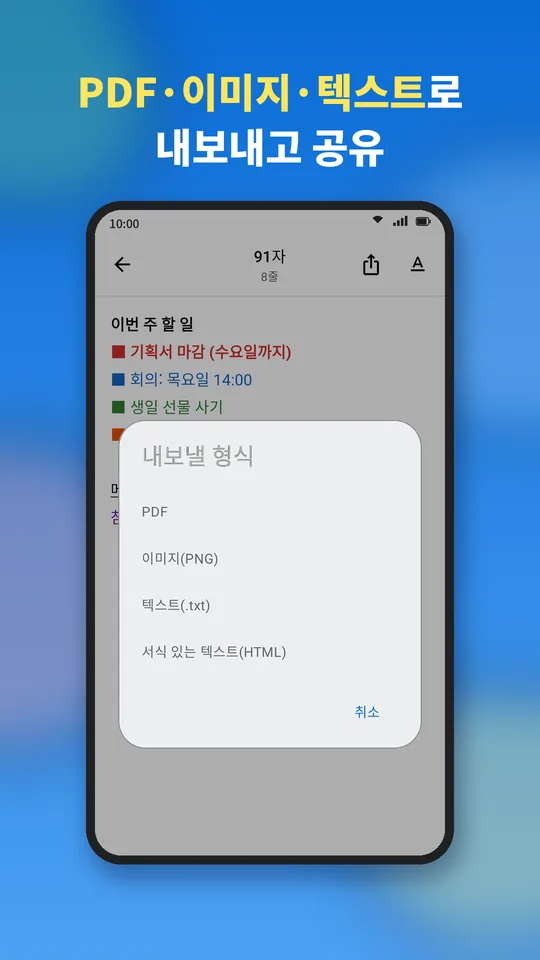 PDF·이미지·텍스트로
내보내고 공유
10:00
91자
8줄
A
이번 주 할 일
기획서 마감 (수요일까지)
회의: 목요일 14:00
생일 선물 사기
내보낼 형식
PDF
이미지(PNG)
텍스트(.txt)
서식 있는 텍스트(HTML)
취소